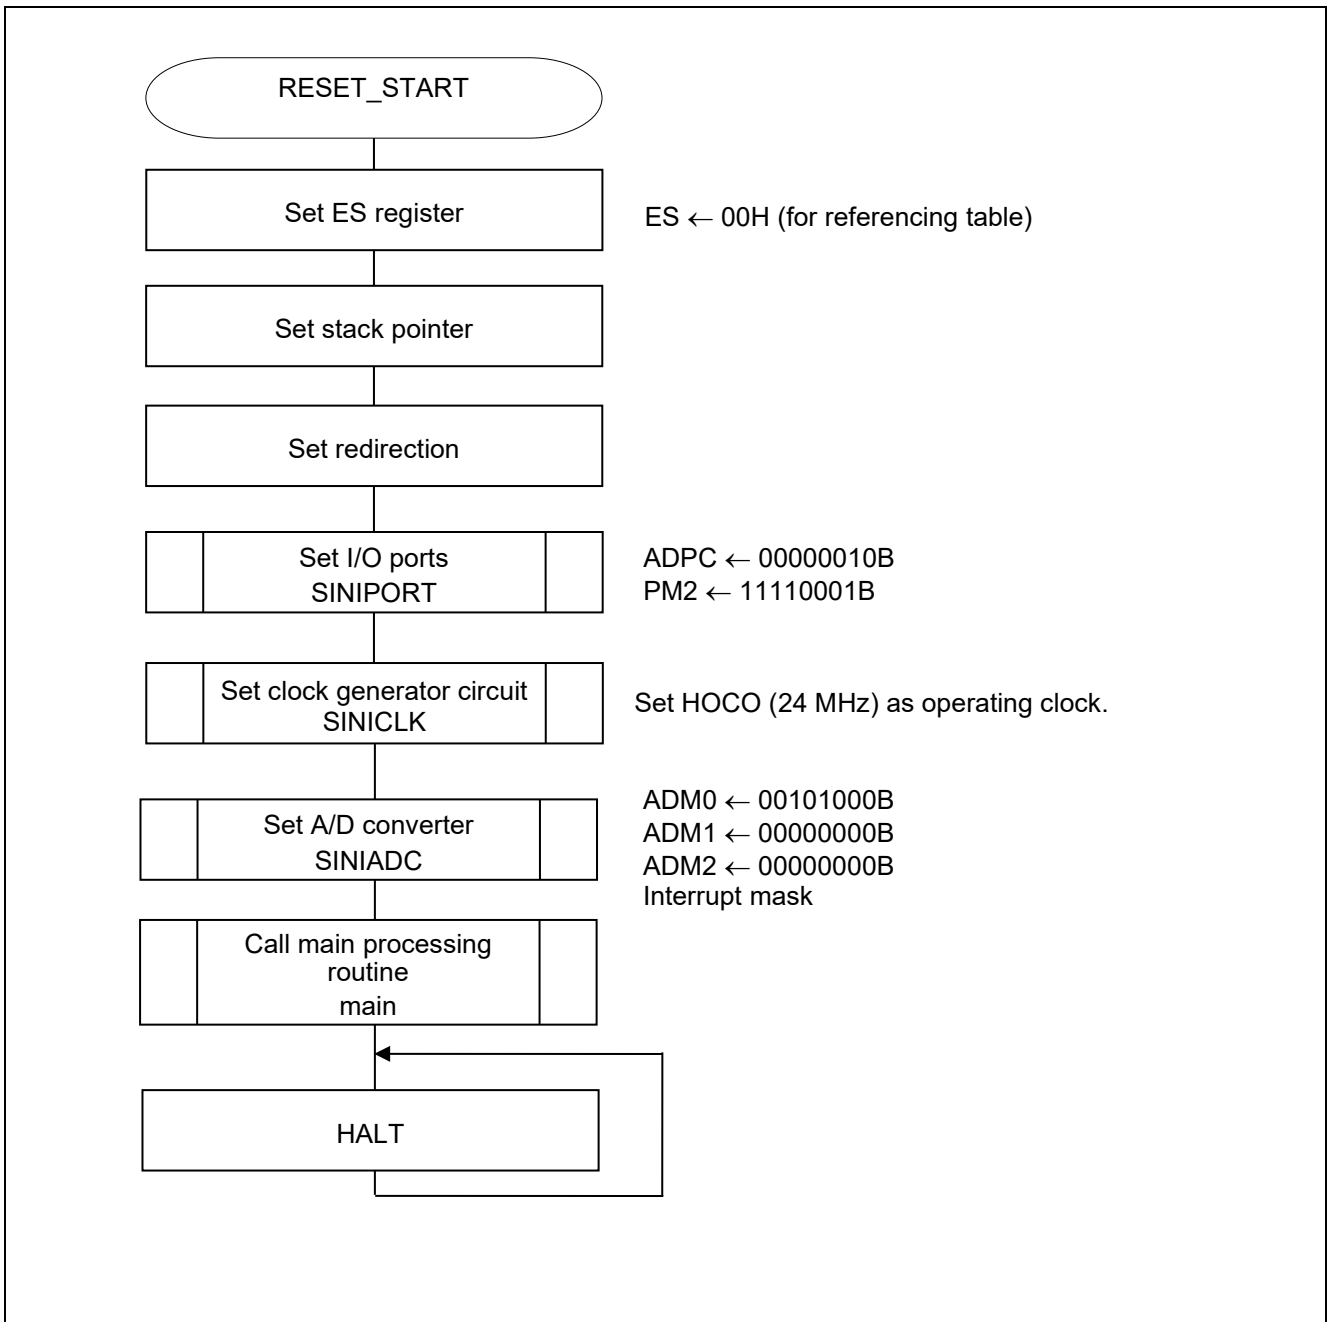 RESET_START
Set ES register
ES ← 00H (for referencing table)
Set stack pointer
Set redirection
Set I/O ports
SINIPORT
ADPC ← 00000010B
PM2 ← 11110001B
Set clock generator circuit
SINICLK
Set HOCO (24 MHz) as operating clock.
Set A/D converter
SINIADC
ADM0 ← 00101000B
ADM1 ← 00000000B
ADM2 ← 00000000B
Interrupt mask
Call main processing
routine
main
HALT